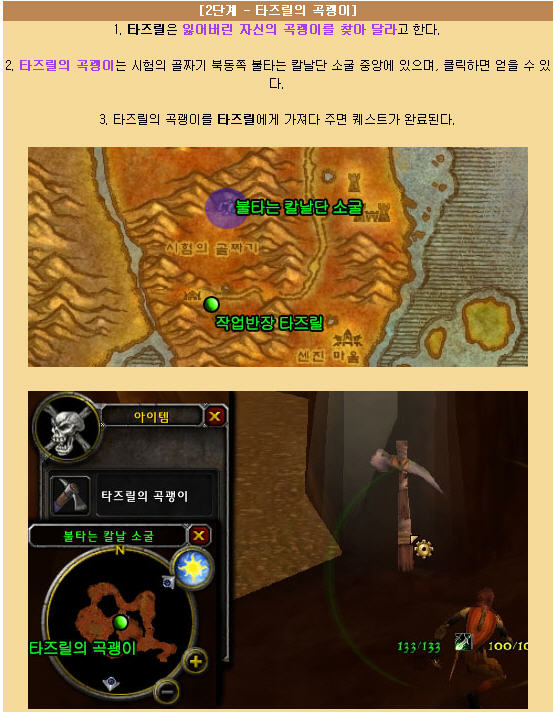 [2단계 - 타즈릴의 곡괭이]
1. 타즈릴은 잃어버린 자신의 곡괭이를 찾아 달라고 한다.
2. 타즈릴의 곡괭이는 시험의 골짜기 북동쪽 불타는 칼날단 소굴 중앙에 있으며, 클릭하면 얻을 수 있
다.
3. 타즈릴의 곡괭이를 타즈릴에게 가져다 주면 퀘스트가 완료된다.
불타는 칼날단 소굴
시험의 골짜기
작업반장 타즈릴
센진 마을
아이템
타즈릴의 곡괭이
불타는 칼날 소굴
N
타즈릴의 곡괭이
133/133
100/10